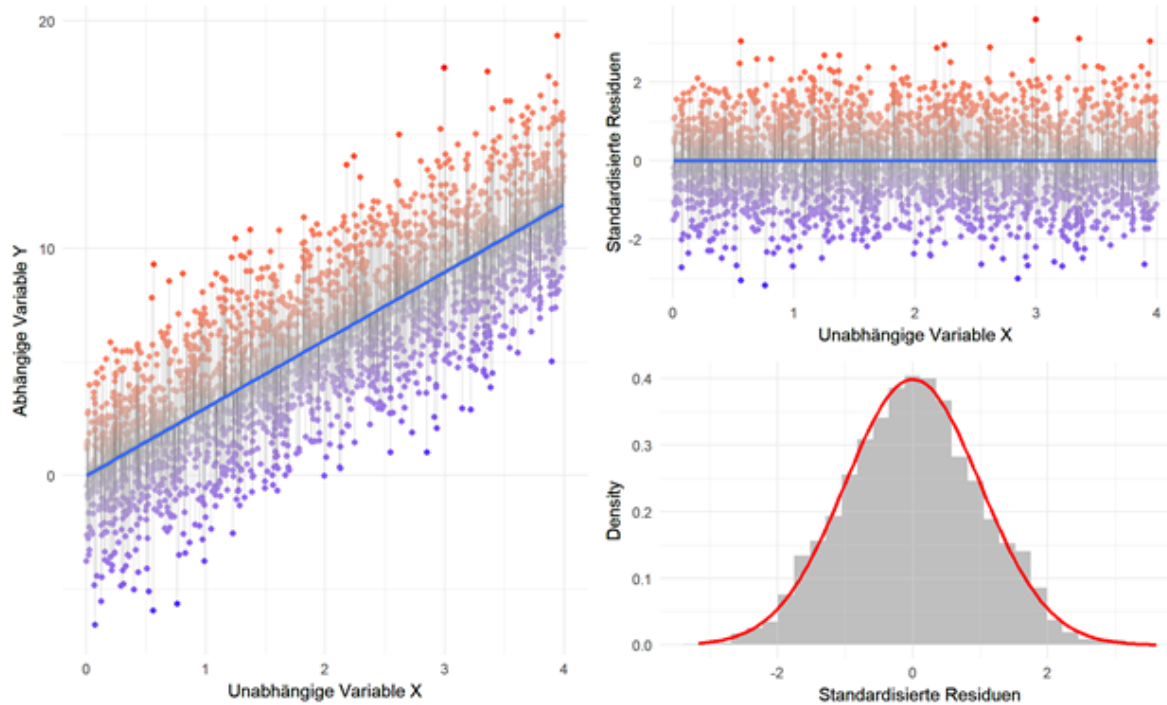 20
10
0
Abhängige Variable Y
0 1 2 3 4
Unabhängige Variable X
2
0
-2
Standardisierte Residuen
0 1 2 3 4
Unabhängige Variable X
0.4
0.3
0.2
0.1
0.0
Density
-2 0 2
Standardisierte Residuen